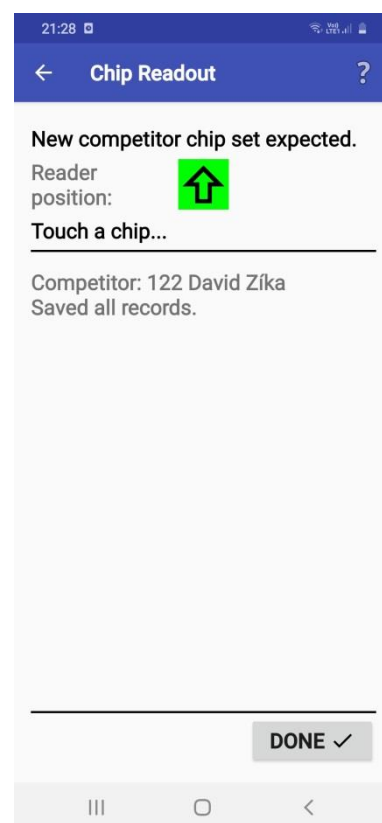 21:28
Chip Readout
?
New competitor chip set expected.
Reader
position:
Touch a chip...
Competitor: 122 David Zíka
Saved all records.
DONE